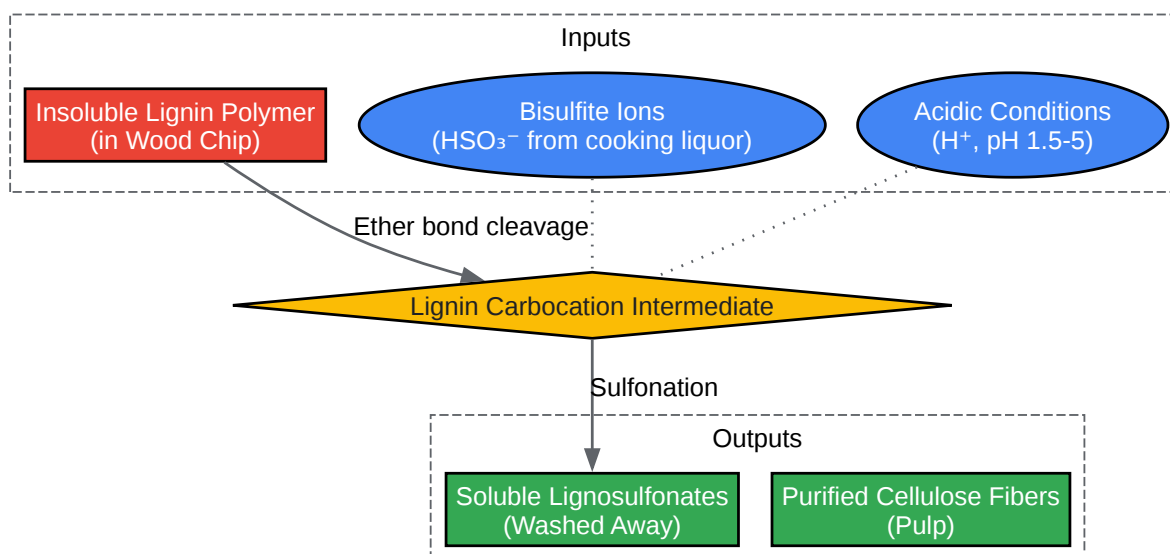 Inputs
Insoluble Lignin Polymer
(in Wood Chip)
Bisulfite Ions
(HSO₃⁻ from cooking liquor)
Acidic Conditions
(H⁺, pH 1.5-5)
Ether bond cleavage
Lignin Carbocation Intermediate
Sulfonation
Outputs
Soluble Lignosulfonates
(Washed Away)
Purified Cellulose Fibers
(Pulp)